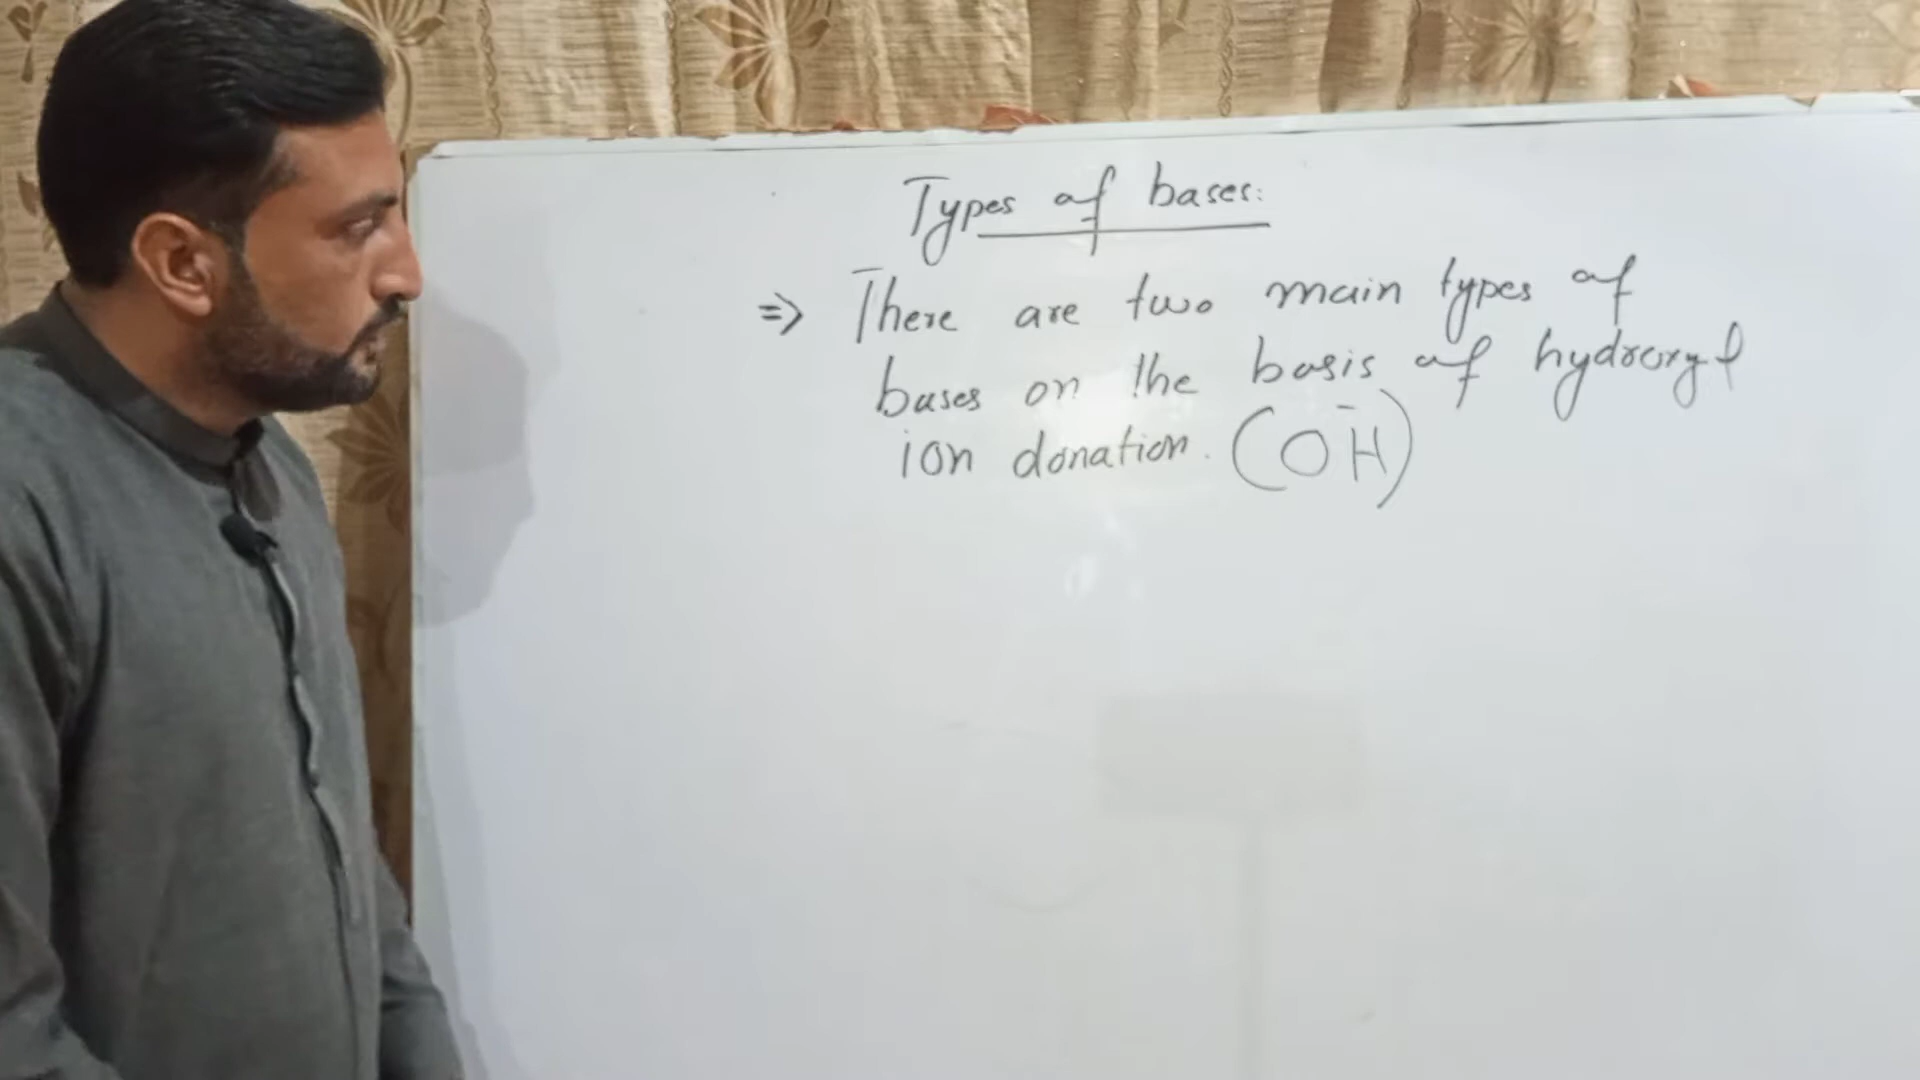 Types of bases:
⇒ There are two main types of
bases on the basis of hydroxyl
ion donation. (OH̄)